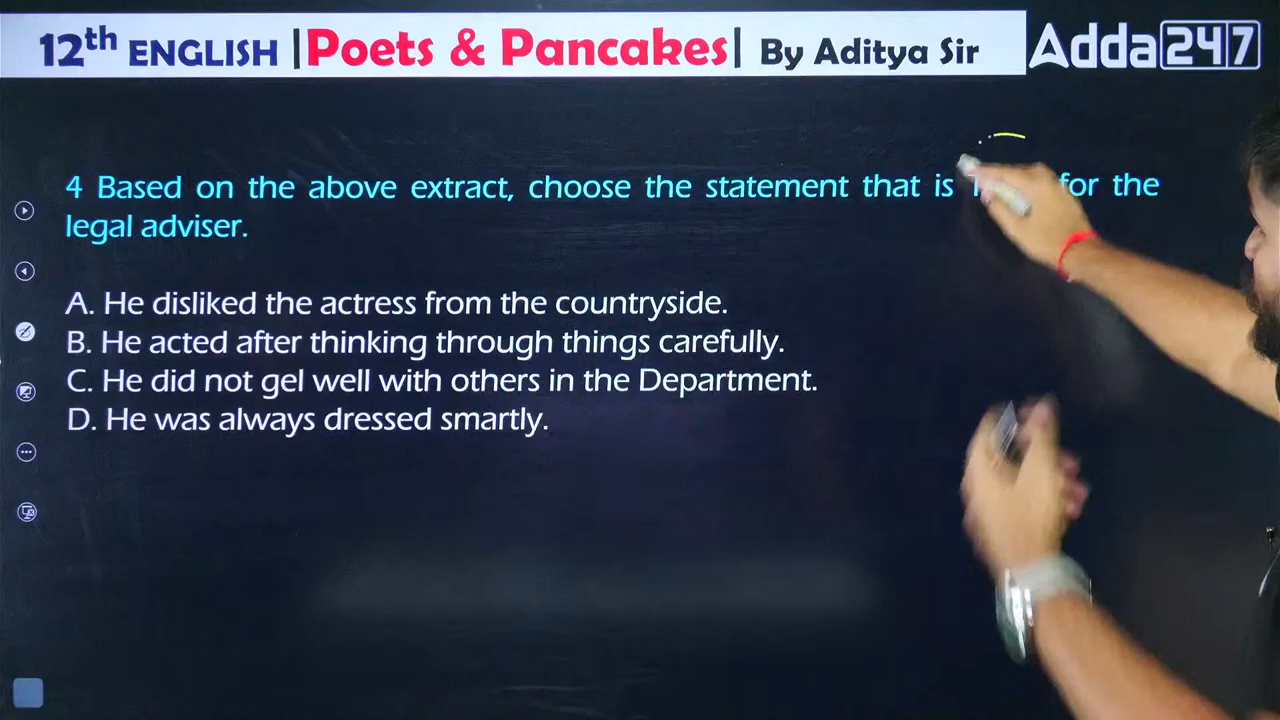 12th ENGLISH |Poets & Pancakes| By Aditya Sir
Adda247
4 Based on the above extract, choose the statement that is for the
legal adviser.
A. He disliked the actress from the countryside.
B. He acted after thinking through things carefully.
C. He did not gel well with others in the Department.
D. He was always dressed smartly.